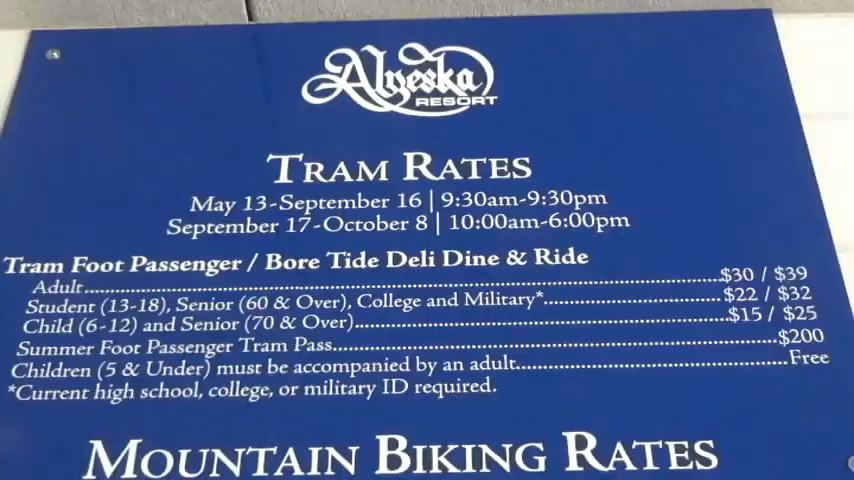 Alyeska
RESORT
TRAM RATES
May 13-September 16 | 9:30am-9:30pm
September 17-October 8 | 10:00am-6:00pm
Tram Foot Passenger / Bore Tide Deli Dine & Ride
Adult........$30 / $39
Student (13-18), Senior (60 & Over), College and Military*........$22 / $32
Child (6-12) and Senior (70 & Over)........$15 / $25
Summer Foot Passenger Tram Pass........$200
Children (5 & Under) must be accompanied by an adult........Free
*Current high school, college, or military ID required.
MOUNTAIN BIKING RATES